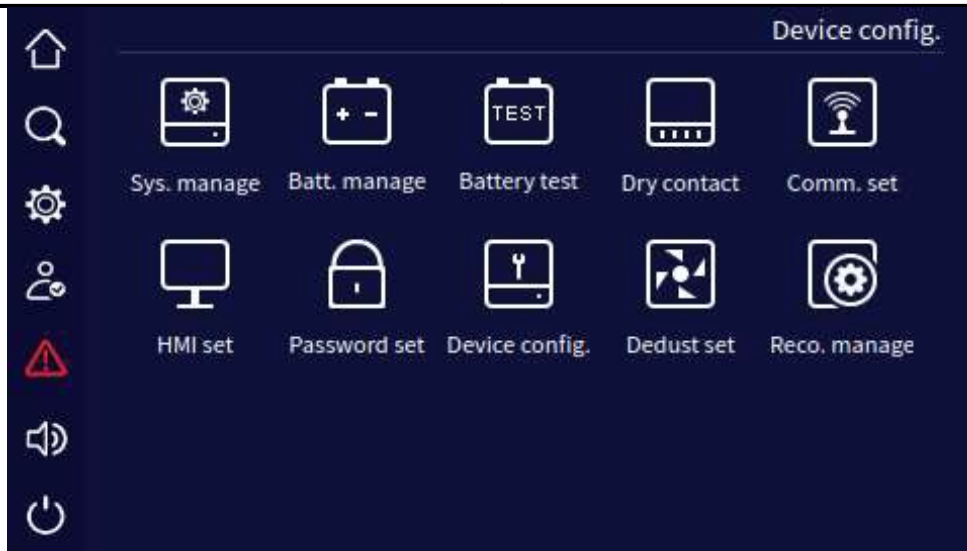 Device config.
TEST
Sys. manage Batt. manage Battery test Dry contact Comm. set
HMI set Password set Device config. Dedust set Reco. manage